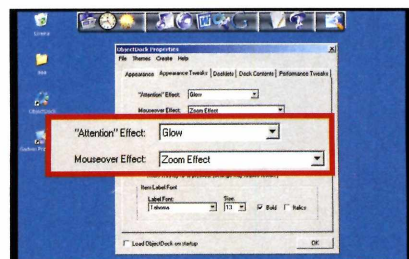 ObjectDock Properties
File Themes Create Help
Appearance Appearance Tweaks Docklets Dock Contents Performance Tweaks
"Attention" Effect: Glow
Mouseover Effect: Zoom Effect
"Attention" Effect: Glow
Mouseover Effect: Zoom Effect
Item Label Font
Label Font: Size:
Tahoma 13 Bold Italics
Load ObjectDock on startup OK